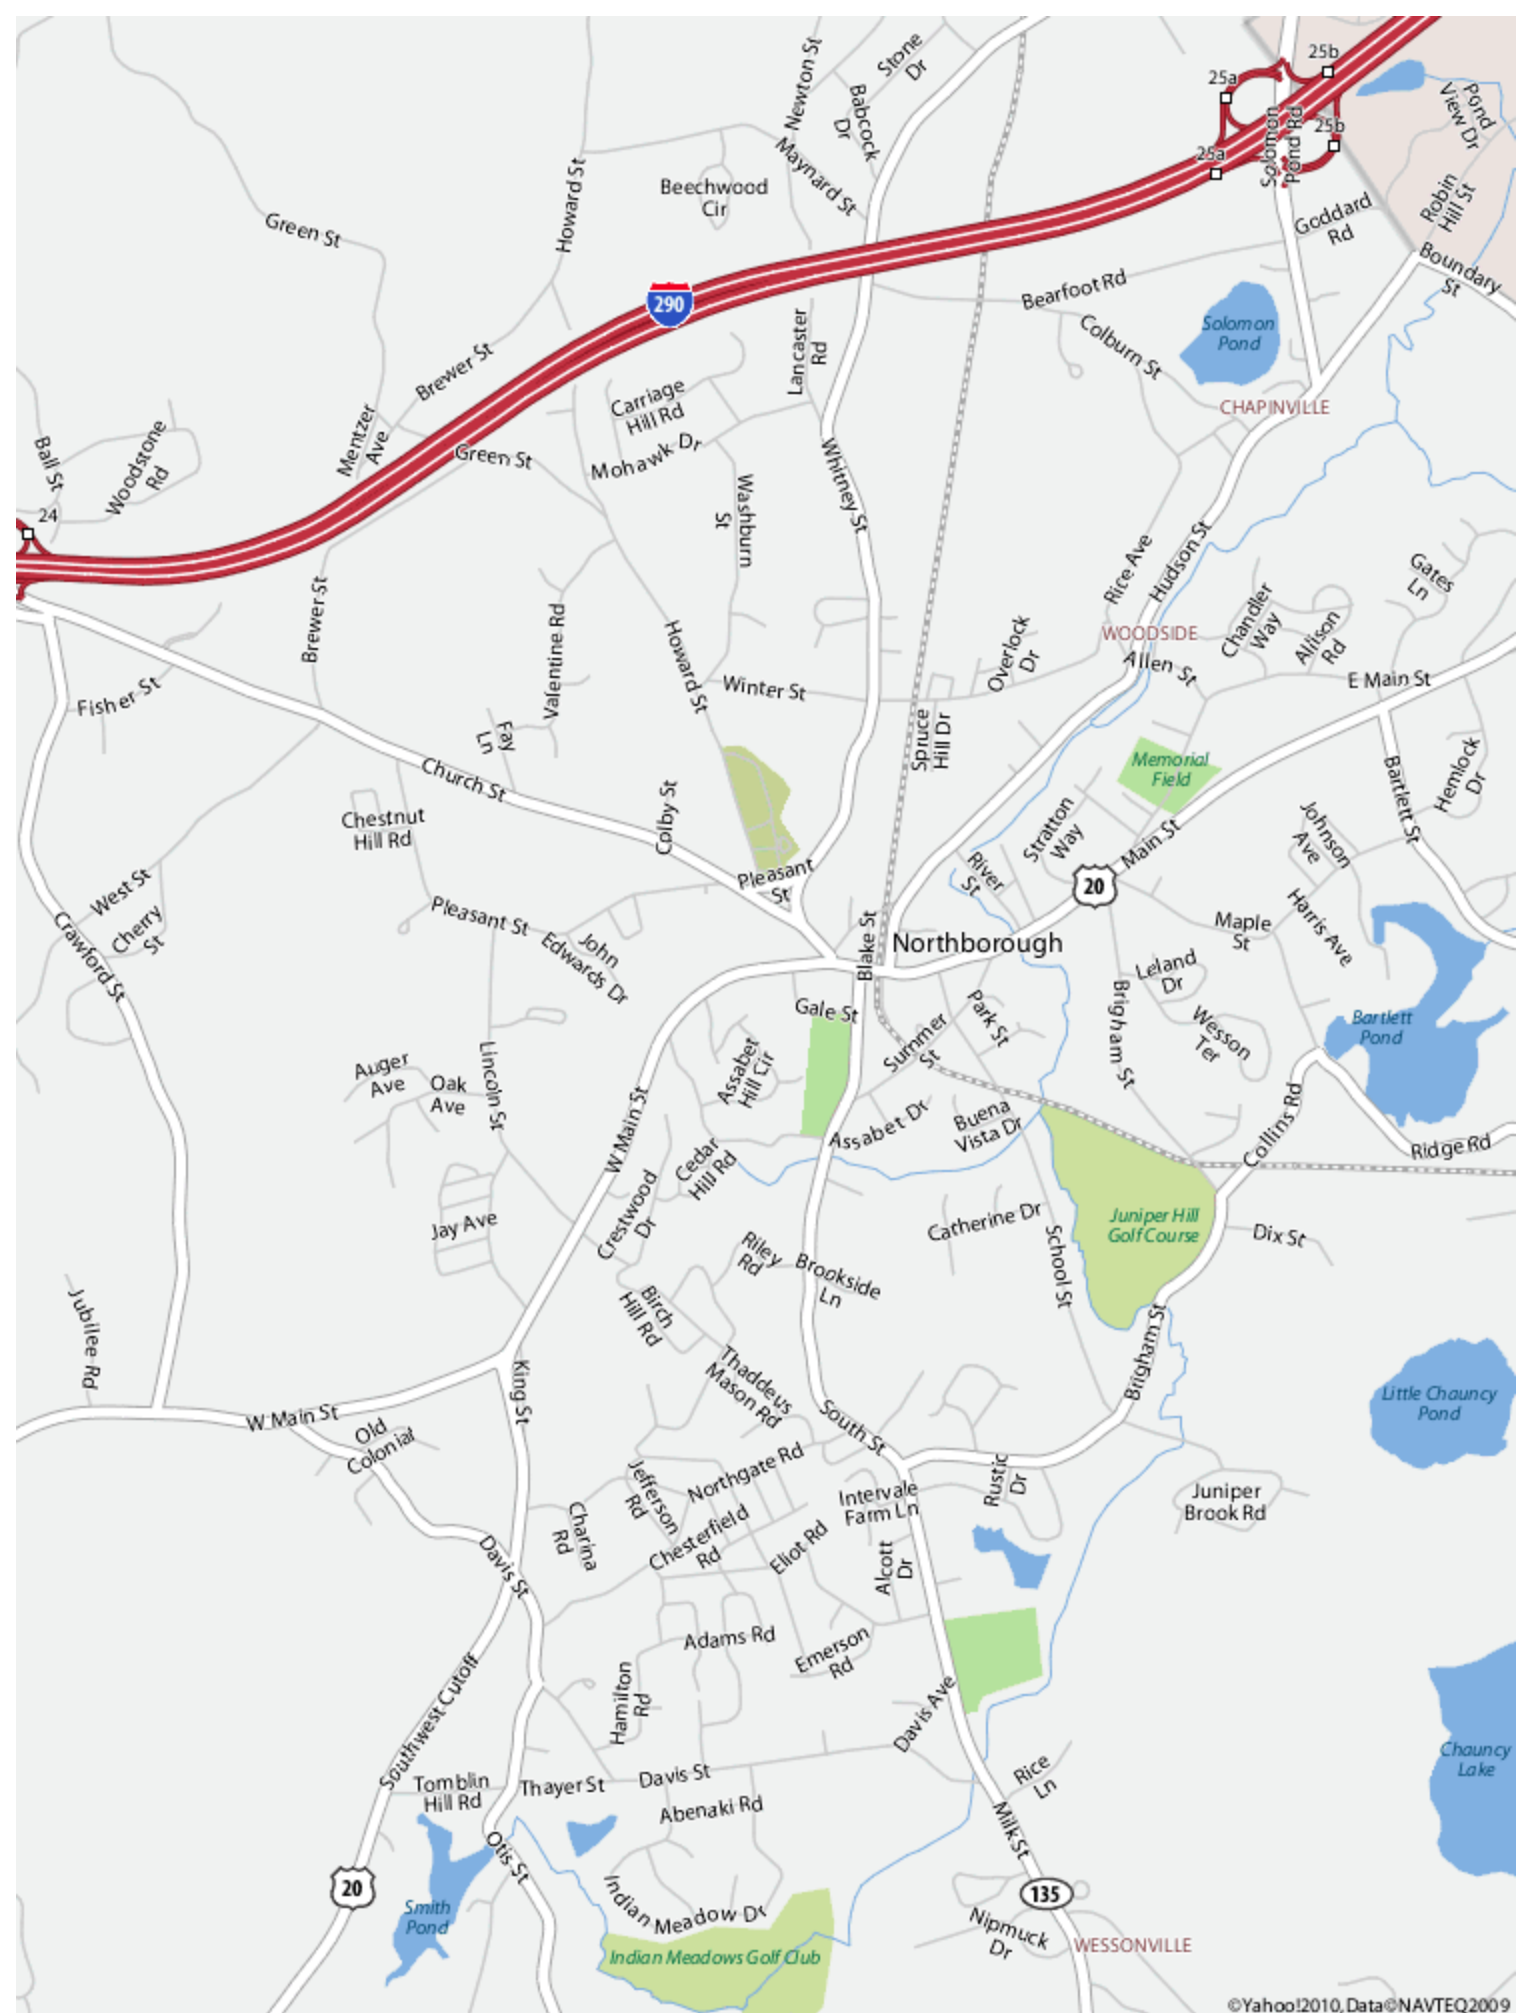 25b
25a
Solomon
Pond Rd
25b
25a
Pond
View Dr
Newton St
Stone
Dr
Babcock
Dr
Maynard St
Beechwood
Cir
Howard St
Green St
Goddard
Rd
Robin
Hill St
Boundary
St
290
Bearfoot Rd
Colburn St
Solomon
Pond
Lancaster
Rd
Brewer St
Carriage
Hill Rd
CHAPINVILLE
Mentzer
Ave
Green St
Mohawk Dr
Whitney St
Ball St
Woodstone
Rd
Washburn
St
24
Rice Ave
Hudson St
Gates
Ln
Brewer St
Valentine Rd
Howard St
WOODSIDE
Chandler
Way
Allison
Rd
Overlock
Dr
Allen St
E Main St
Winter St
Fisher St
Fay
Ln
Spruce
Hill Dr
Memorial
Field
Hemlock
Dr
Bartlett St
Church St
Colby St
Chestnut
Hill Rd
Stratton
Way
Johnson
Ave
Main St
River
St
Pleasant
St
20
West St
Cherry
St
Pleasant St
John
Edwards Dr
Blake St
Northborough
Maple
St
Harris Ave
Crawford St
Leland
Dr
Gale St
Park St
Brigham St
Wesson
Ter
Bartlett
Pond
Summer
St
Assabet
Hill Cir
Auger
Ave
Oak
Ave
Lincoln St
Assabet Dr
Buena
Vista Dr
Collins Rd
Ridge Rd
W Main St
Cedar
Hill Rd
Crestwood
Dr
Jay Ave
Catherine Dr
School St
Juniper Hill
Golf Course
Dix St
Riley
Rd
Brookside
Ln
Birch
Hill Rd
Jubilee Rd
Brigham St
King St
Thaddeus
Mason Rd
Little Chauncy
Pond
W Main St
Old
Colonial
South St
Northgate Rd
Jefferson
Rd
Intervale
Farm Ln
Rustic
Dr
Juniper
Brook Rd
Charina
Rd
Chesterfield
Rd
Eliot Rd
Alcott
Dr
Davis St
Adams Rd
Emerson
Rd
Hamilton
Rd
Southwest Cutoff
Davis Ave
Chauncy
Lake
Tomblin
Hill Rd
Thayer St
Davis St
Rice
Ln
Abenaki Rd
Milk St
Otis St
20
Smith
Pond
Indian Meadow Dr
135
Nipmuck
Dr
WESSONVILLE
Indian Meadows Golf Club
©Yahoo!2010, Data©NAVTEQ2009